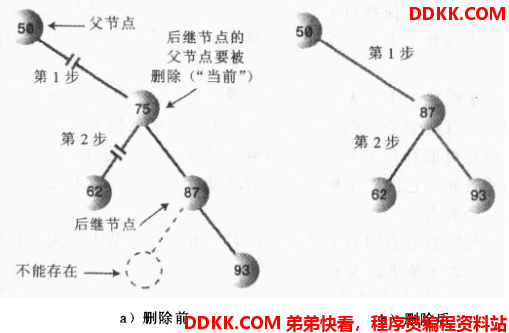 DDKK.COM
50
父节点
后继节点的
父节点要被
删除（“当前”）
第1步
75
第2步
62
87
后继节点
不能存在
93
a）删除前
50
第1步
87
第2步
62
93
b）删除后
DDKK.COM 弟弟快看，程序员编程资料站